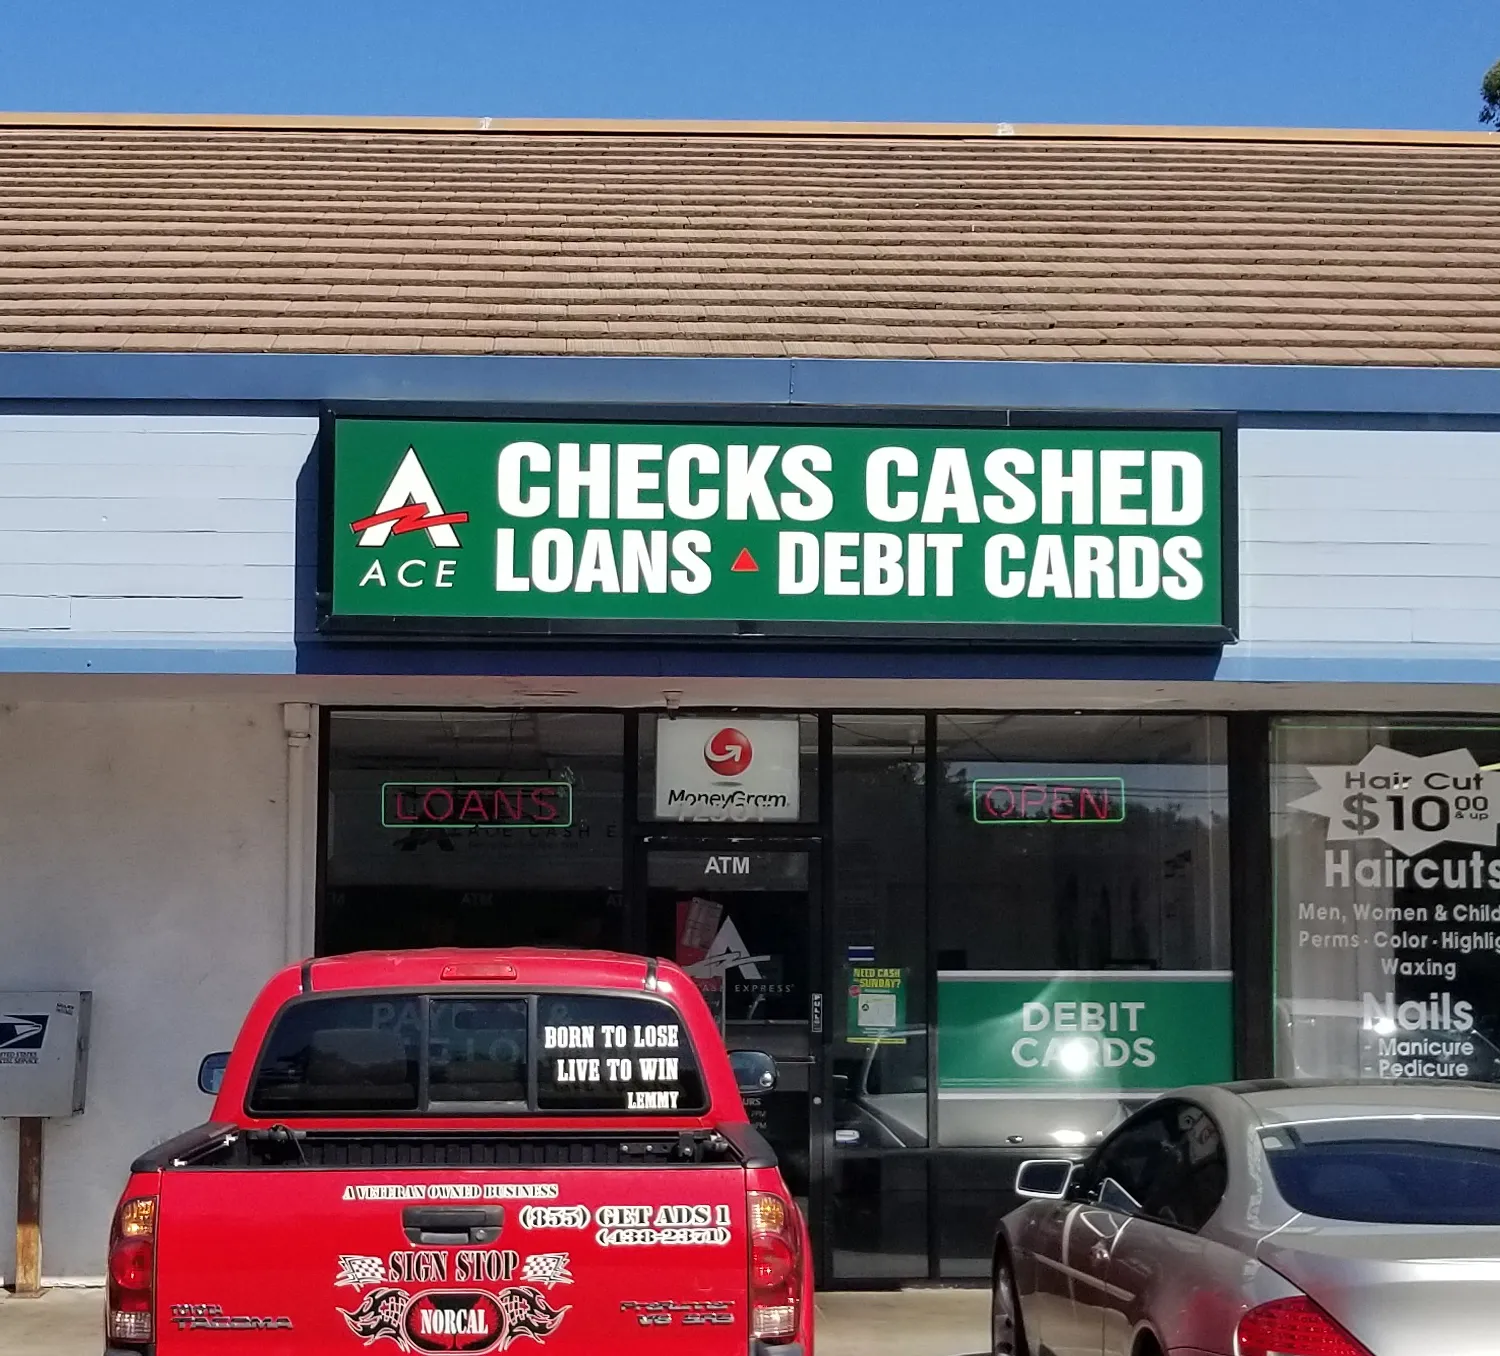 CHECKS CASHED
LOANS DEBIT CARDS
ACE
LOANS
MoneyGram
OPEN
ATM
EXPRESS
NEED CASH
SUNDAY?
PULL
DEBIT
CARDS
Hair Cut
$10 00
& up
Haircuts
Men, Women & Child
Perms · Color · Highlig
Waxing
Nails
- Manicure
- Pedicure
BORN TO LOSE
LIVE TO WIN
LEMMY
A VETERAN OWNED BUSINESS
(855) GET ADS 1
(438-2371)
SIGN STOP
NORCAL
TACOMA